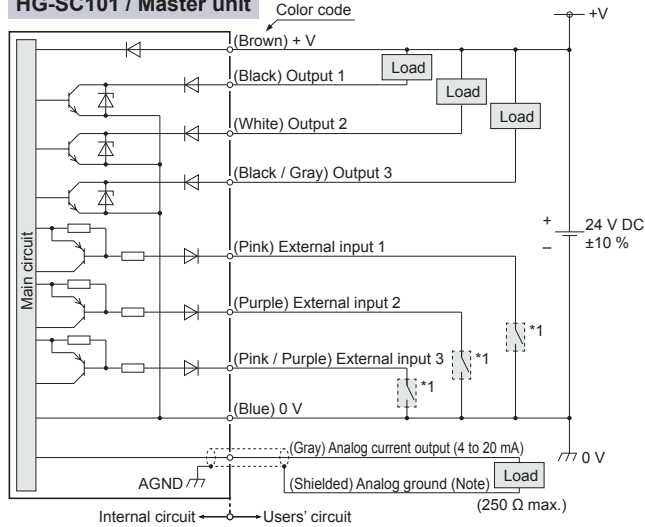 HG-SC101 / Master unit
Color code
+V
(Brown) + V
Load
(Black) Output 1
Load
(White) Output 2
Load
(Black / Gray) Output 3
+
24 V DC
±10 %
–
Main circuit
(Pink) External input 1
*1
(Purple) External input 2
*1
(Pink / Purple) External input 3
*1
(Blue) 0 V
(Gray) Analog current output (4 to 20 mA)
0 V
AGND
(Shielded) Analog ground (Note)
Load
(250 Ω max.)
Internal circuit
Users' circuit